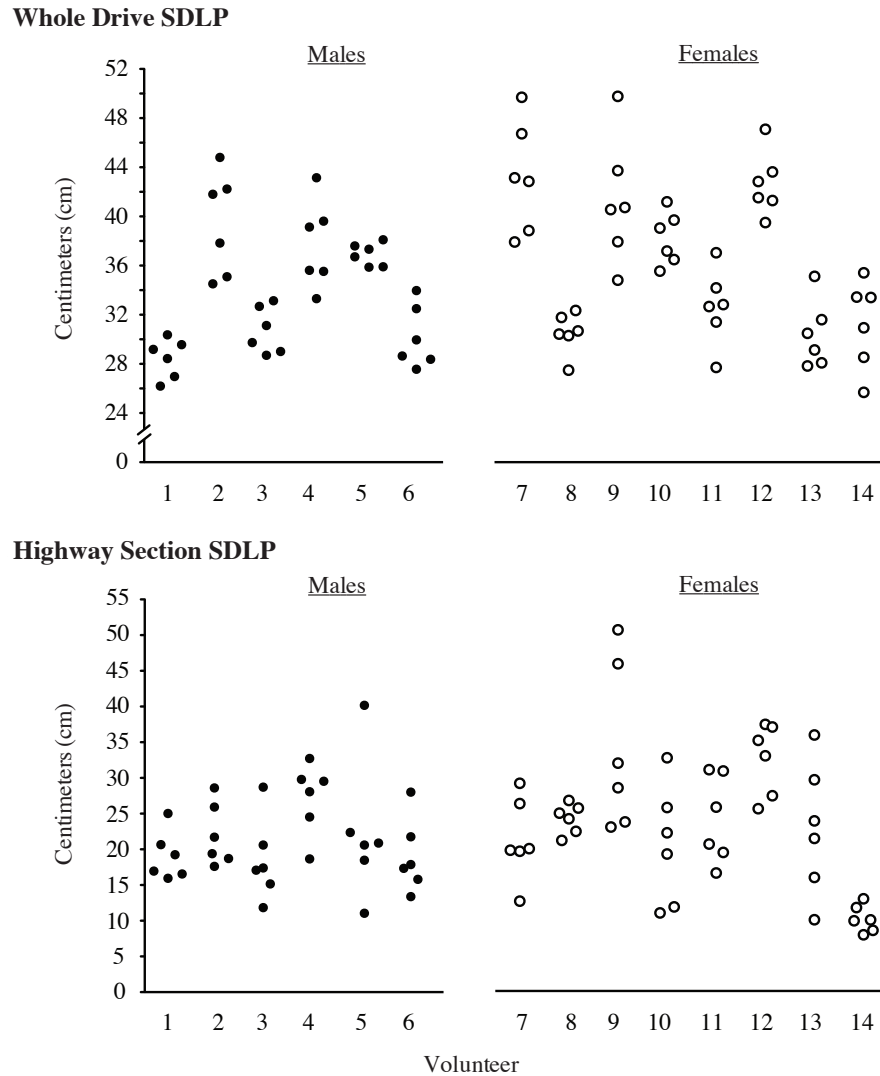 Whole Drive SDLP
Males Females
52
48
44
40
36
32
28
24
0
Centimeters (cm)
1 2 3 4 5 6 7 8 9 10 11 12 13 14
Highway Section SDLP
Males Females
55
50
45
40
35
30
25
20
15
10
5
0
Centimeters (cm)
1 2 3 4 5 6 7 8 9 10 11 12 13 14
Volunteer